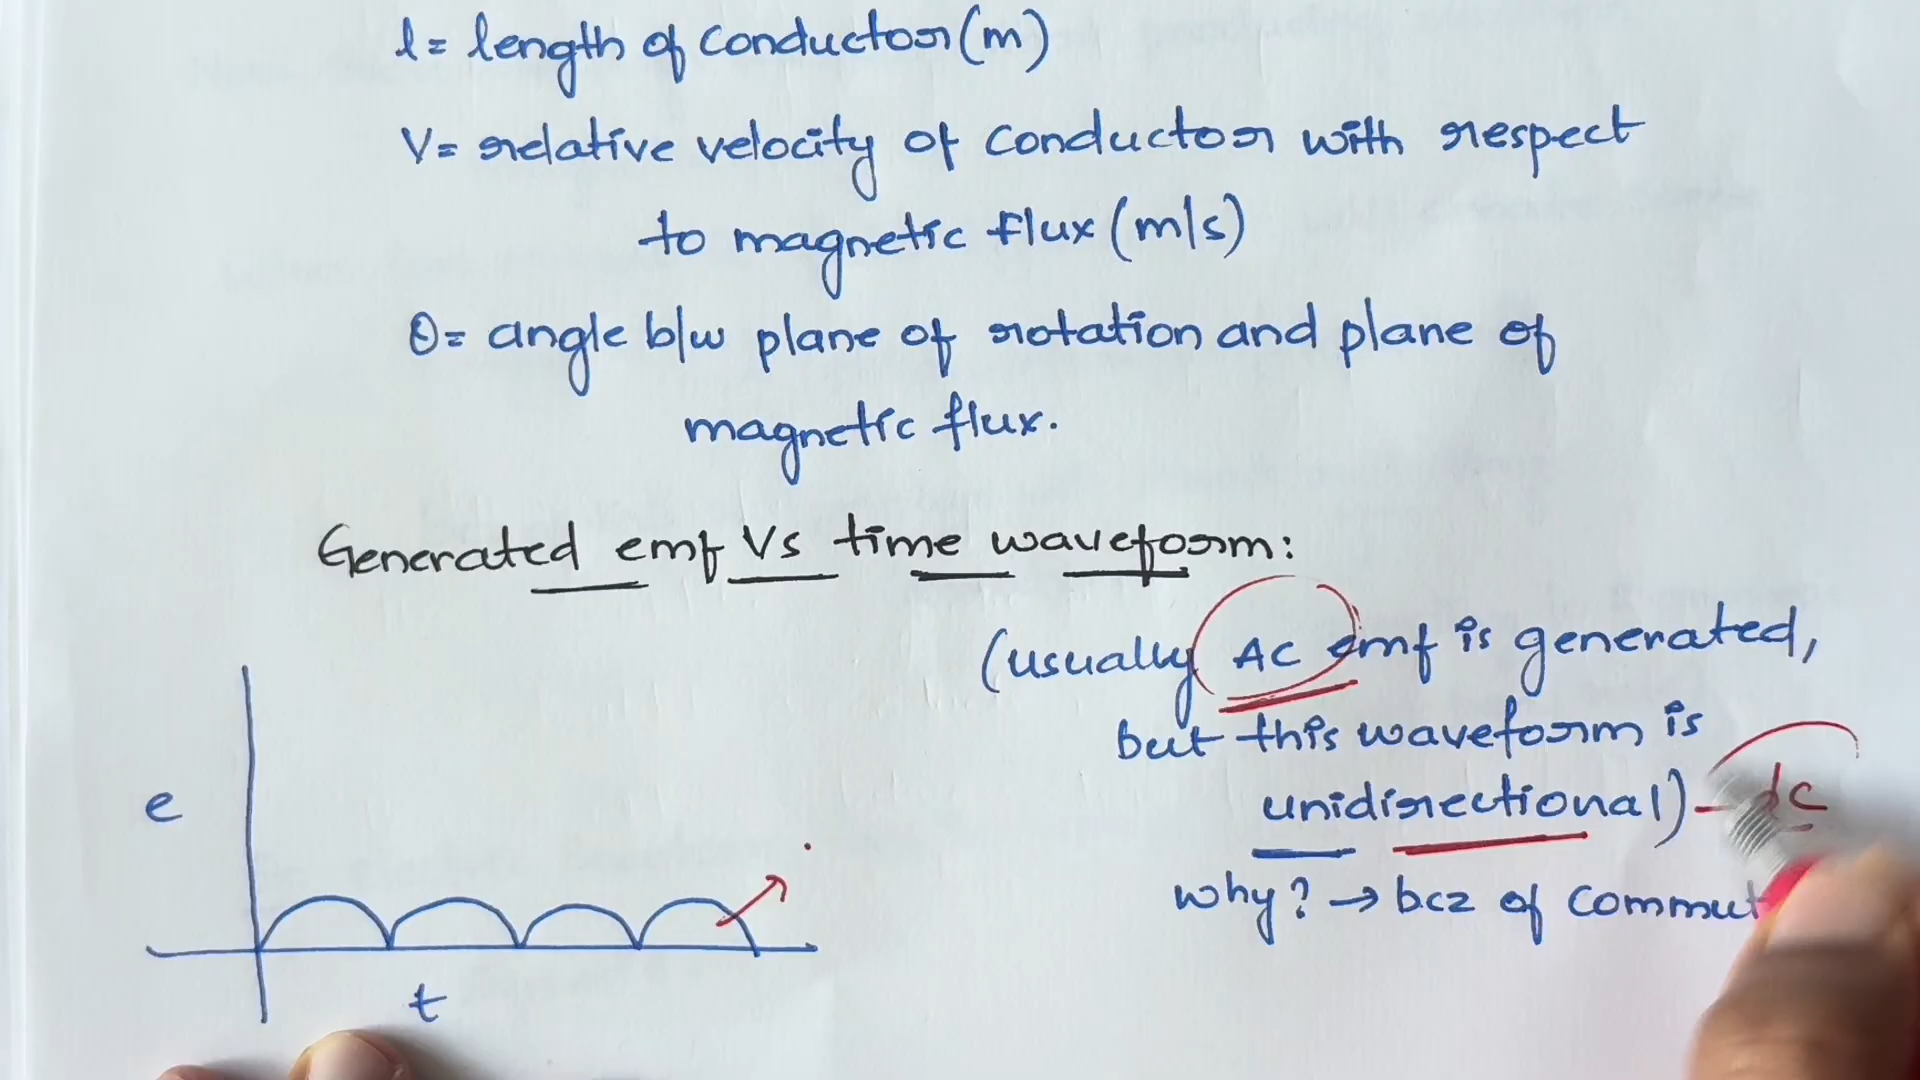 l = length of conductor (m)
V = relative velocity of conductor with respect
to magnetic flux (m/s)
θ = angle b/w plane of rotation and plane of
magnetic flux.
Generated emf Vs time waveform:
(usually AC emf is generated,
but this waveform is
unidirectional) - dc
why? → bcz of commut
e
t